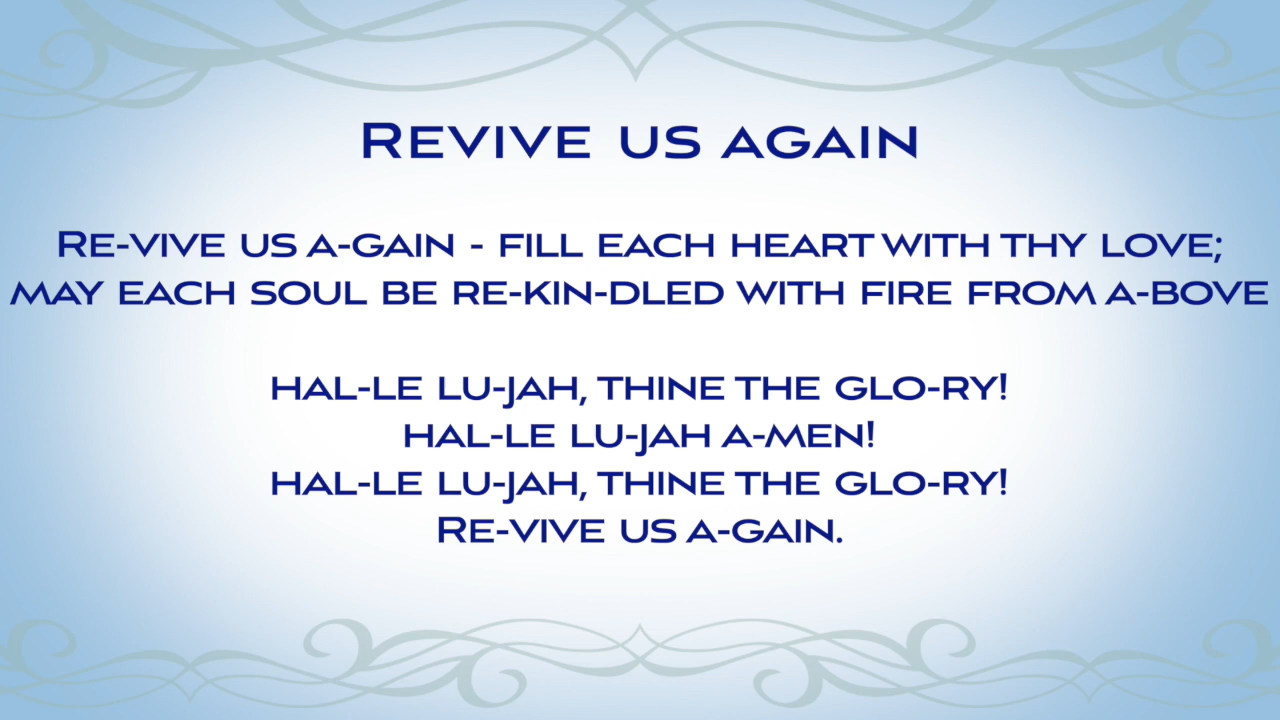 Revive us again
Re-vive us a-gain - fill each heart with thy love;
may each soul be re-kin-dled with fire from a-bove
hal-le lu-jah, thine the glo-ry!
hal-le lu-jah a-men!
hal-le lu-jah, thine the glo-ry!
Re-vive us a-gain.